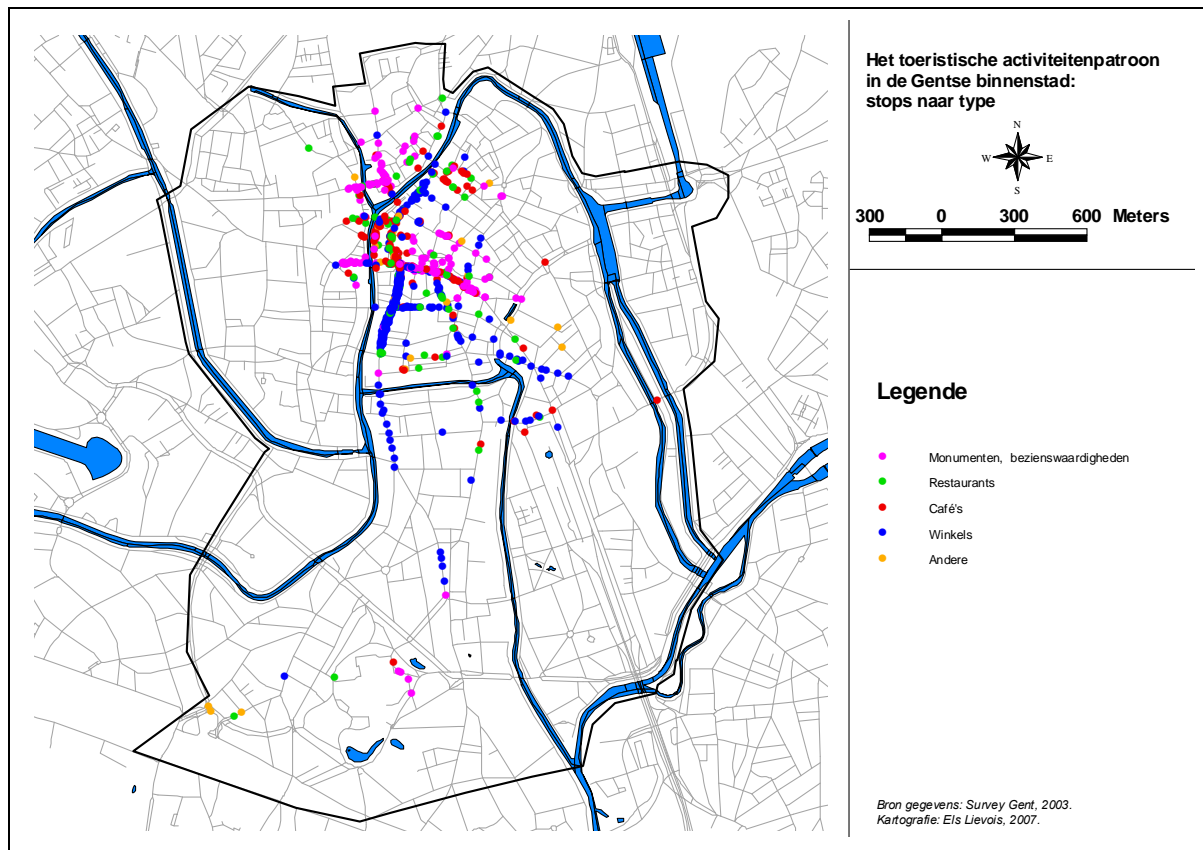 Het toeristische activiteitenpatroon
in de Gentse binnenstad:
stops naar type
N
W E
S
300 0 300 600 Meters
Legende
Monumenten, bezienswaardigheden
Restaurants
Café's
Winkels
Andere
Bron gegevens: Survey Gent, 2003.
Kartografie: Els Lievois, 2007.